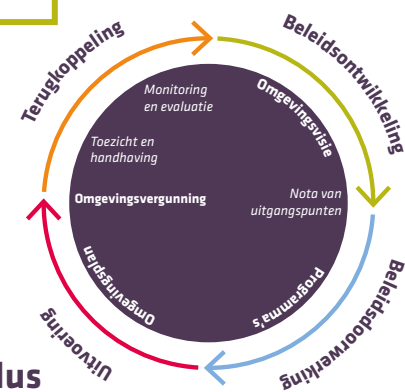 Terugkoppeling
Beleidsontwikkeling
Monitoring
en evaluatie
Omgevingsvisie
Toezicht en
handhaving
Omgevingsvergunning
Nota van
uitgangspunten
Omgevingsplan
Programma's
Uitvoering
Beleidsdoorwerking
lus